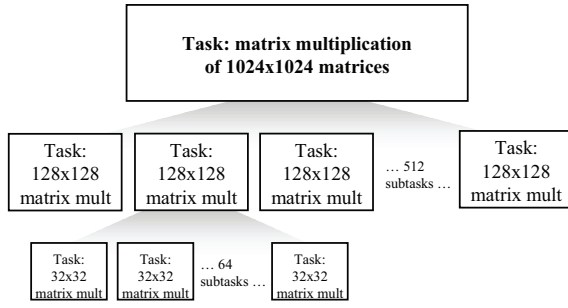 Task: matrix multiplication
of 1024x1024 matrices
Task:
128x128
matrix mult
Task:
128x128
matrix mult
Task:
128x128
matrix mult
… 512
subtasks …
Task:
128x128
matrix mult
Task:
32x32
matrix mult
Task:
32x32
matrix mult
… 64
subtasks …
Task:
32x32
matrix mult